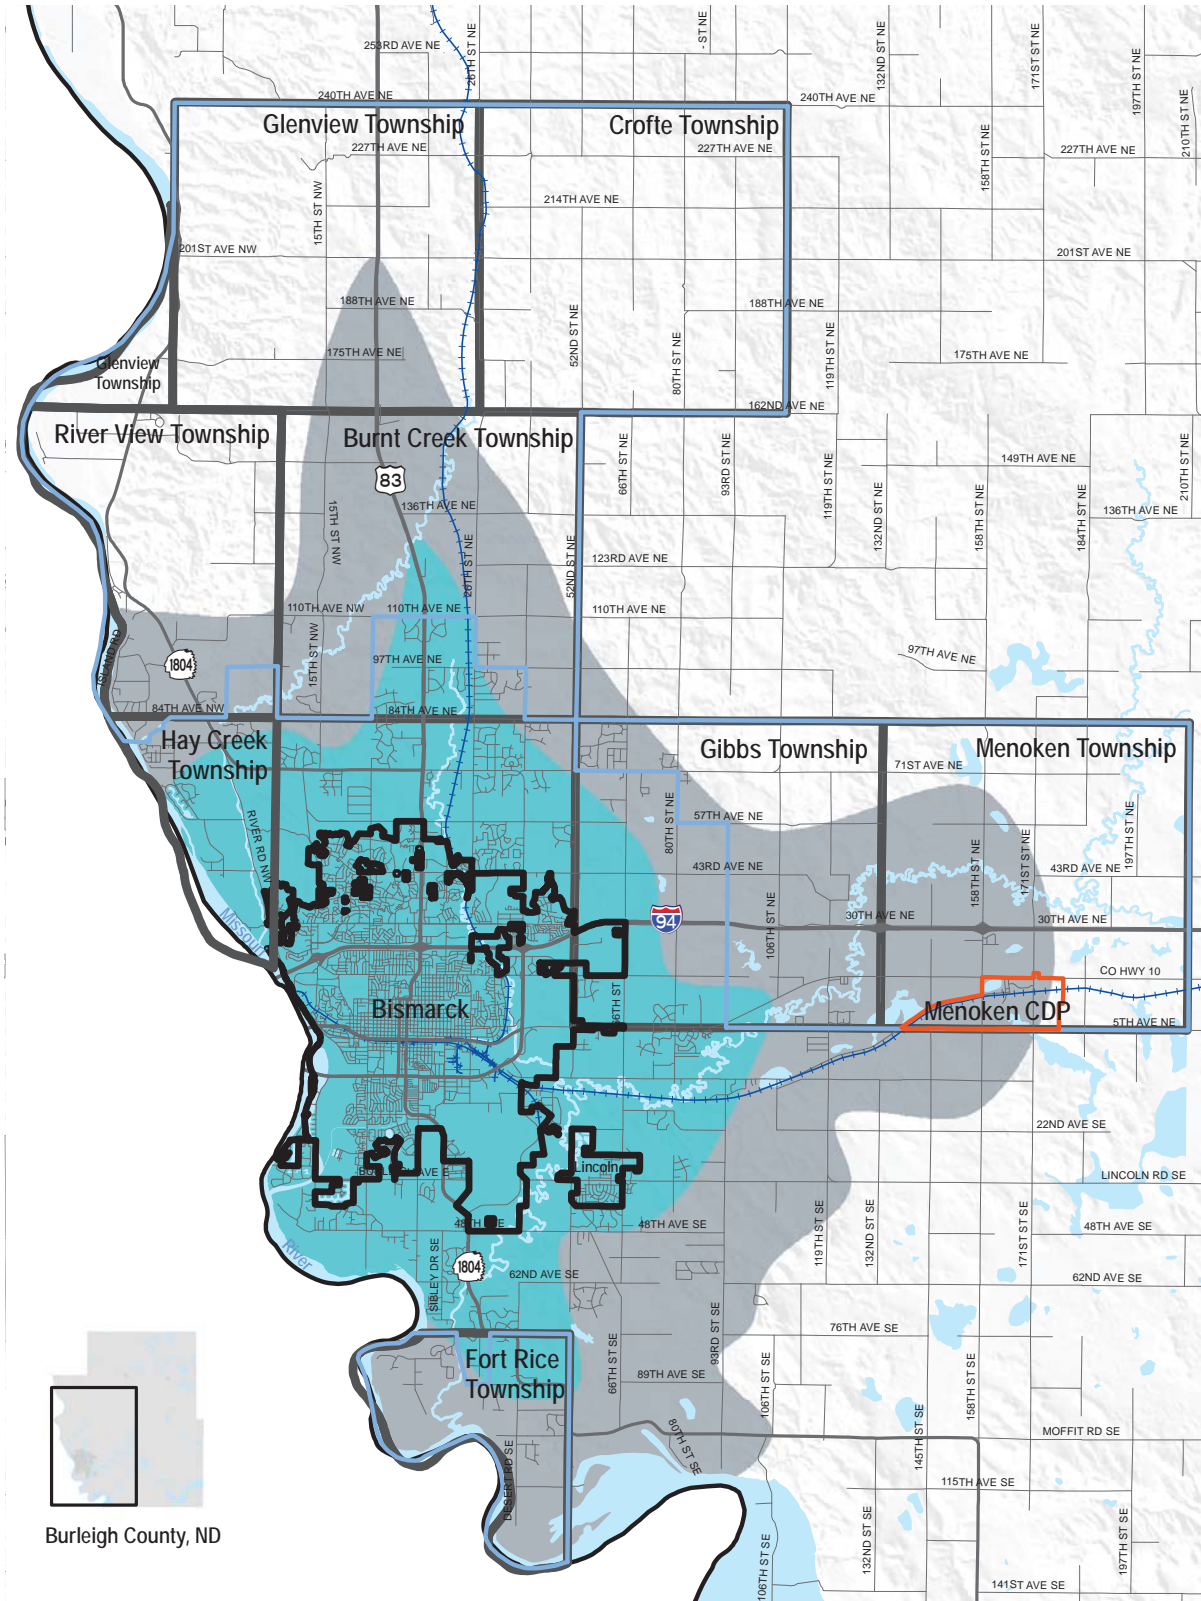 253RD AVE NE
26TH ST NE
- ST NE
132ND ST NE
171ST ST NE
197TH ST NE
210TH ST NE
240TH AVE NE
240TH AVE NE
Glenview Township
Crofte Township
227TH AVE NE
227TH AVE NE
227TH AVE NE
158TH ST NE
15TH ST NW
214TH AVE NE
201ST AVE NW
201ST AVE NE
188TH AVE NE
188TH AVE NE
52ND ST NE
80TH ST NE
119TH ST NE
175TH AVE NE
175TH AVE NE
Glenview
Township
162ND AVE NE
River View Township
Burnt Creek Township
83
66TH ST NE
93RD ST NE
149TH AVE NE
119TH ST NE
132ND ST NE
158TH ST NE
184TH ST NE
210TH ST NE
136TH AVE NE
136TH AVE NE
15TH ST NW
26TH ST NE
52ND ST NE
123RD AVE NE
110TH AVE NW
110TH AVE NE
110TH AVE NE
ISLAND RD
1804
15TH ST NW
97TH AVE NE
97TH AVE NE
84TH AVE NW
84TH AVE NE
Hay Creek
Township
Gibbs Township
Menoken Township
71ST AVE NE
RIVER RD NW
80TH ST NE
57TH AVE NE
197TH ST NE
43RD AVE NE
158TH ST NE
171ST ST NE
43RD AVE NE
Missouri
94
106TH ST NE
30TH AVE NE
30TH AVE NE
CO HWY 10
Bismarck
66TH ST
Menoken CDP
5TH AVE NE
22ND AVE SE
Lincoln
LINCOLN RD SE
48TH AVE SE
119TH ST SE
132ND ST SE
171ST ST SE
48TH AVE SE
River
SIBLEY DR SE
1804
62ND AVE SE
62ND AVE SE
76TH AVE SE
Fort Rice
Township
66TH ST SE
93RD ST SE
89TH AVE SE
106TH ST SE
158TH ST SE
80TH ST SE
145TH ST SE
MOFFIT RD SE
DESERT RD SE
115TH AVE SE
132ND ST SE
197TH ST SE
106TH ST SE
141ST AVE SE
Burleigh County, ND